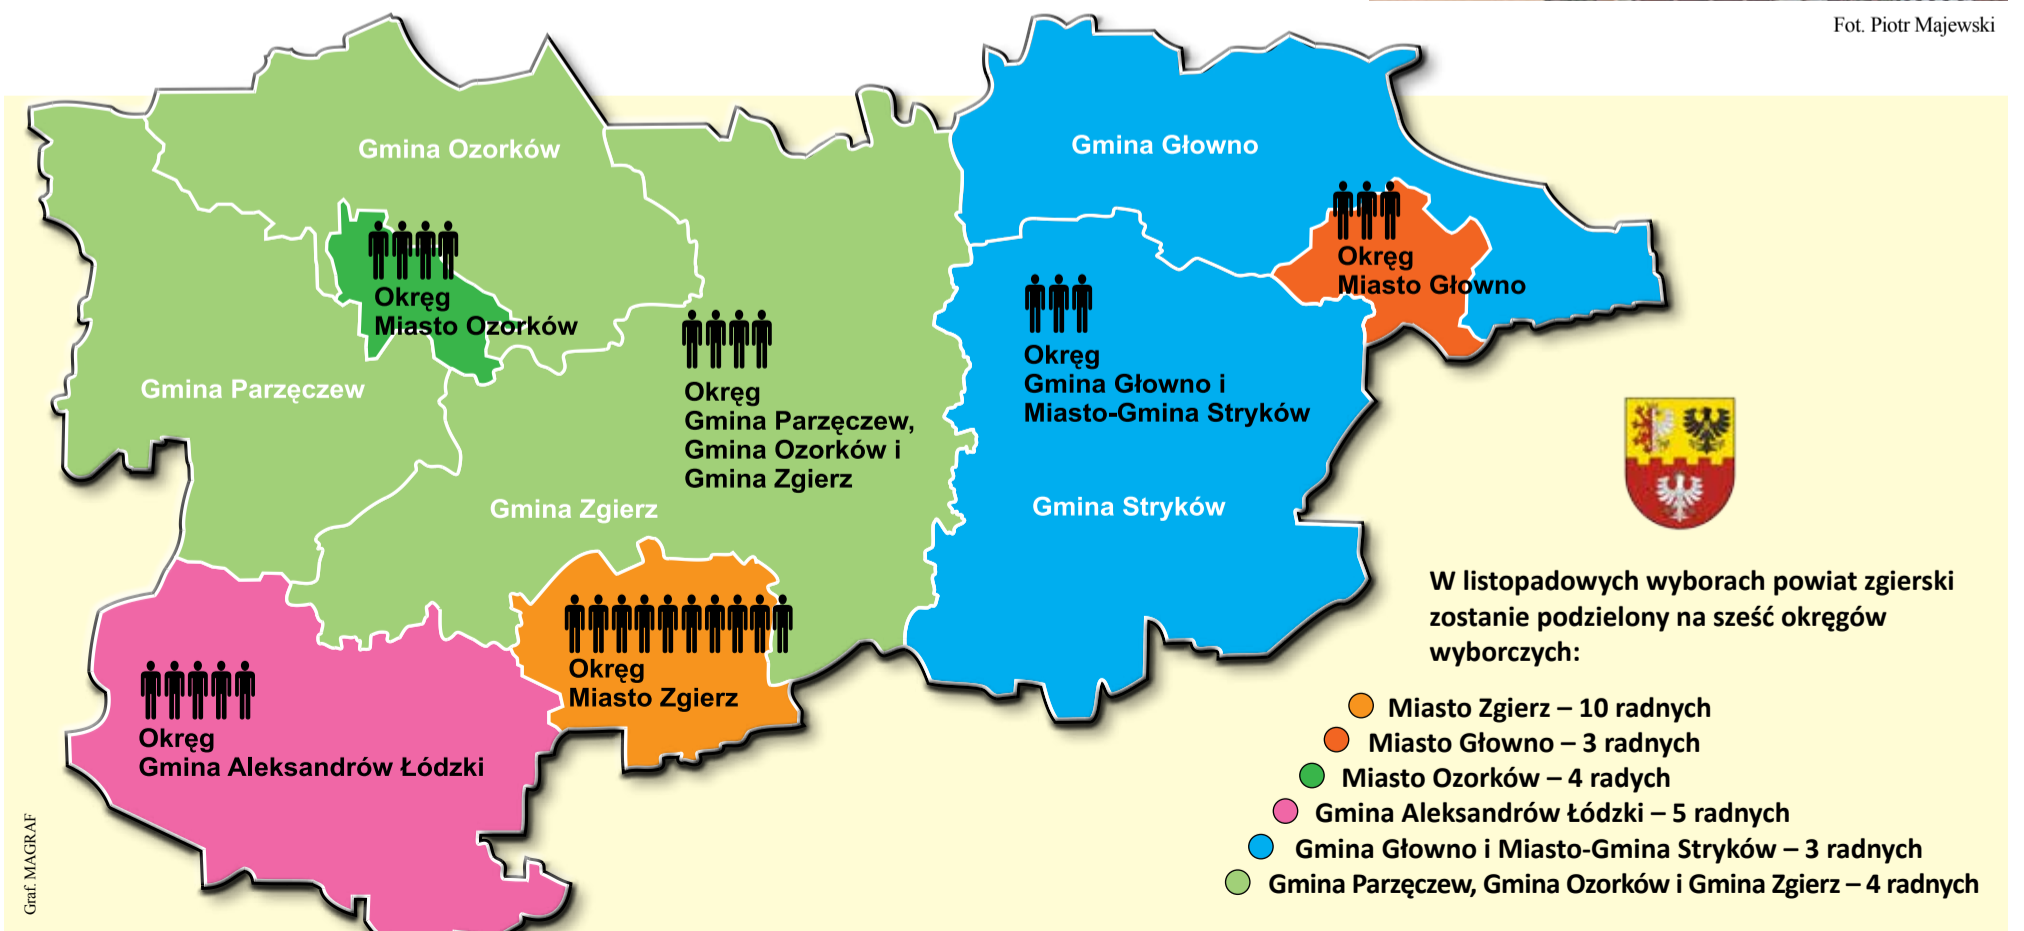 Fot. Piotr Majewski
Gmina Ozorków
Gmina Głowno
Okręg
Miasto Głowno
Okręg
Miasto Ozorków
Okręg
Gmina Głowno i
Miasto-Gmina Stryków
Gmina Parzęczew
Okręg
Gmina Parzęczew,
Gmina Ozorków i
Gmina Zgierz
Gmina Zgierz
Gmina Stryków
Okręg
Miasto Zgierz
Okręg
Gmina Aleksandrów Łódzki
W listopadowych wyborach powiat zgierski
zostanie podzielony na sześć okręgów
wyborczych:
Miasto Zgierz – 10 radnych
Miasto Głowno – 3 radnych
Miasto Ozorków – 4 radych
Gmina Aleksandrów Łódzki – 5 radnych
Gmina Głowno i Miasto-Gmina Stryków – 3 radnych
Gmina Parzęczew, Gmina Ozorków i Gmina Zgierz – 4 radnych
Graf. MAGRAF